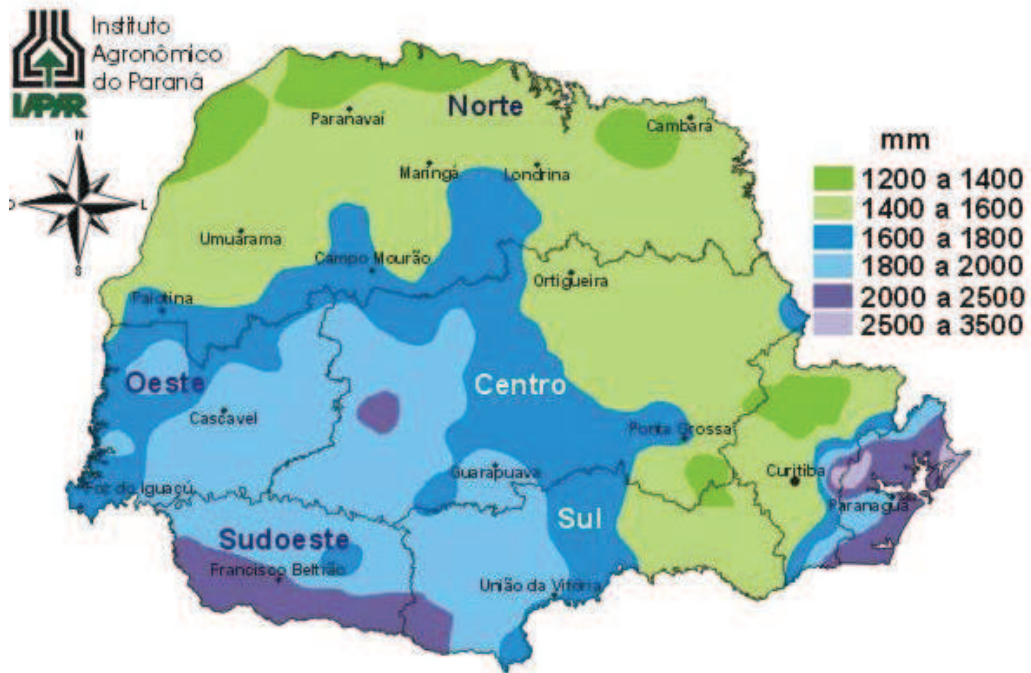 Instituto
Agronômico
do Paraná
IAPAR
N
L
S
Norte
Paranavaí
Cambará
Maringá
Londrina
Umuarama
Campo Mourão
Ortigueira
Palotina
Oeste
Centro
Cascavel
Ponta Grossa
Guarapuava
Curitiba
Foz do Iguaçú
Paranaguá
Sul
Sudoeste
Francisco Beltrão
União da Vitória
mm
1200 a 1400
1400 a 1600
1600 a 1800
1800 a 2000
2000 a 2500
2500 a 3500